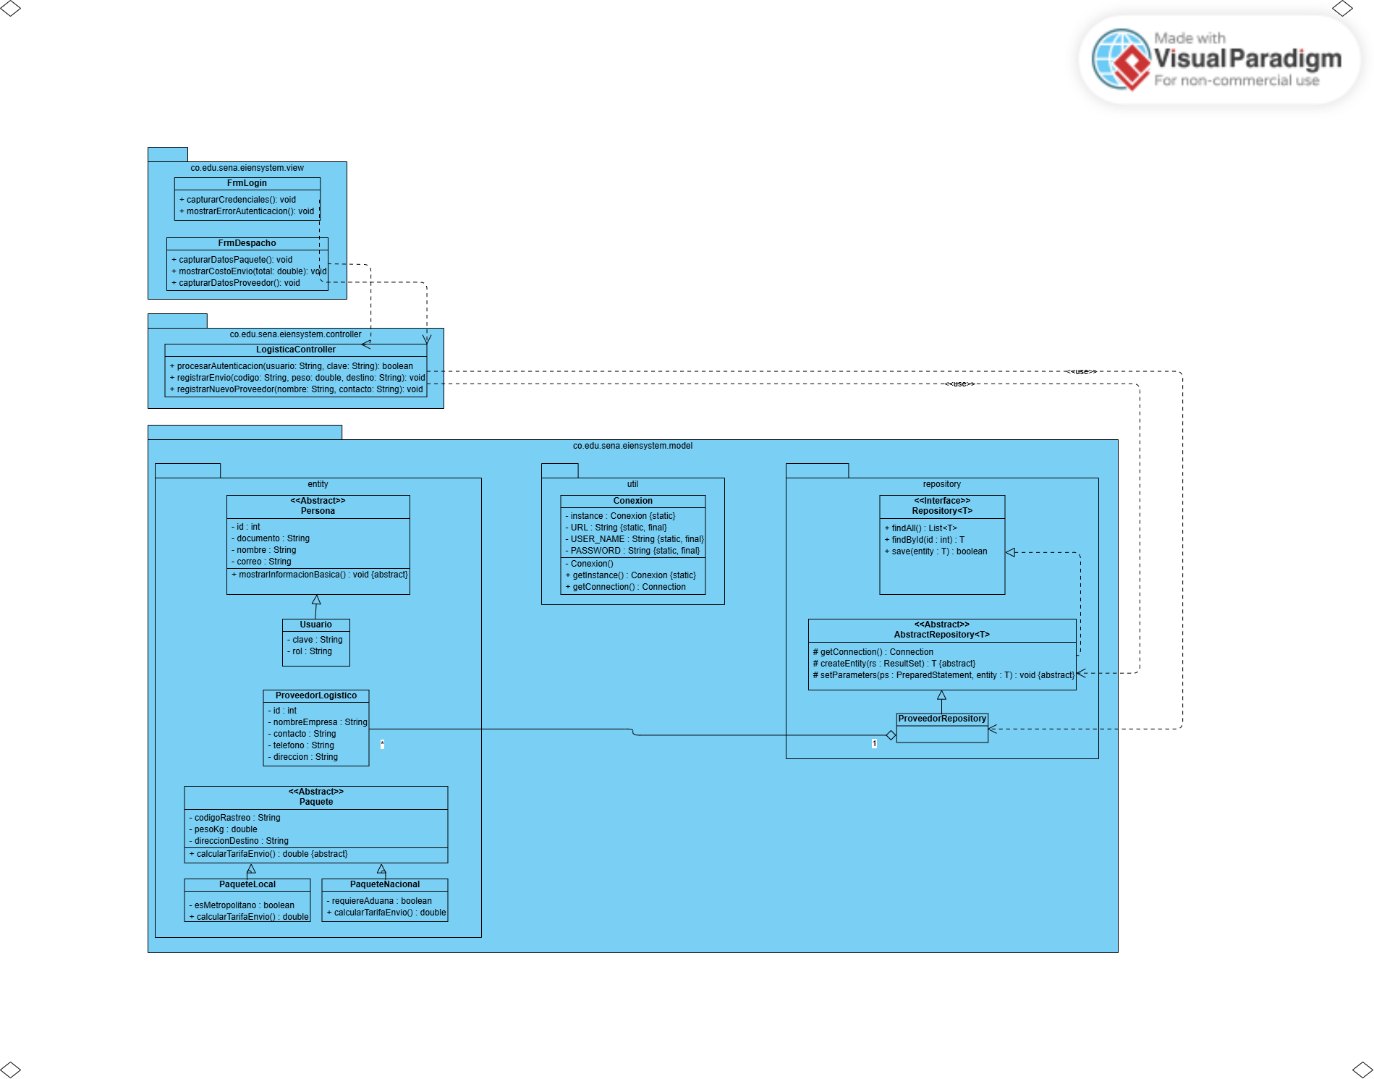 Made with
Visual Paradigm
For non-commercial use
co.edu.sena.eiensystem.view
FrmLogin
+ capturarCredenciales(): void
+ mostrarErrorAutenticacion(): void
FrmDespacho
+ capturarDatosPaquete(): void
+ mostrarCostoEnvio(total: double): void
+ capturarDatosProveedor(): void
co.edu.sena.eiensystem.controller
LogisticaController
+ procesarAutenticacion(usuario: String, clave: String): boolean
+ registrarEnvio(codigo: String, peso: double, destino: String): void
+ registrarNuevoProveedor(nombre: String, contacto: String): void
<<use>>
<<use>>
co.edu.sena.eiensystem.model
entity
<<Abstract>>
Persona
- id : int
- documento : String
- nombre : String
- correo : String
+ mostrarInformacionBasica() : void {abstract}
Usuario
- clave : String
- rol : String
ProveedorLogistico
- id : int
- nombreEmpresa : String
- contacto : String
- telefono : String
- direccion : String
*
1
<<Abstract>>
Paquete
- codigoRastreo : String
- pesoKg : double
- direccionDestino : String
+ calcularTarifaEnvio() : double {abstract}
PaqueteLocal
- esMetropolitano : boolean
+ calcularTarifaEnvio() : double
PaqueteNacional
- requiereAduana : boolean
+ calcularTarifaEnvio() : double
util
Conexion
- instance : Conexion {static}
- URL : String {static, final}
- USER_NAME : String {static, final}
- PASSWORD : String {static, final}
- Conexion()
+ getInstance() : Conexion {static}
+ getConnection() : Connection
repository
<<Interface>>
Repository<T>
+ findAll() : List<T>
+ findById(id : int) : T
+ save(entity : T) : boolean
<<Abstract>>
AbstractRepository<T>
# getConnection() : Connection
# createEntity(rs : ResultSet) : T {abstract}
# setParameters(ps : PreparedStatement, entity : T) : void {abstract}
ProveedorRepository